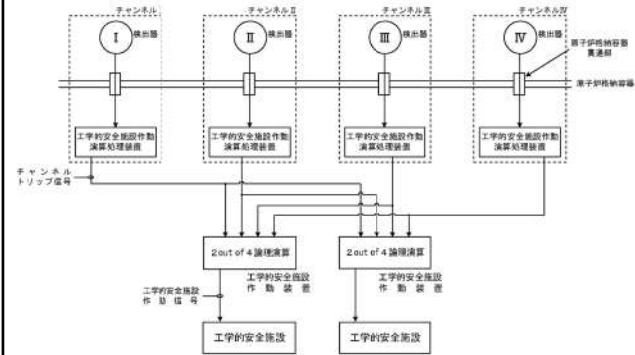 チャンネルⅠ
チャンネルⅡ
チャンネルⅢ
チャンネルⅣ
Ⅰ
検出器
Ⅱ
検出器
Ⅲ
検出器
Ⅳ
検出器
原子炉格納容器
貫通部
原子炉格納容器
工学的安全施設作動
演算処理装置
工学的安全施設作動
演算処理装置
工学的安全施設作動
演算処理装置
工学的安全施設作動
演算処理装置
チャンネル
トリップ信号
2 out of 4 論理演算
2 out of 4 論理演算
工学的安全施設
作動装置
工学的安全施設
作動装置
工学的安全施設
作動信号
工学的安全施設
工学的安全施設